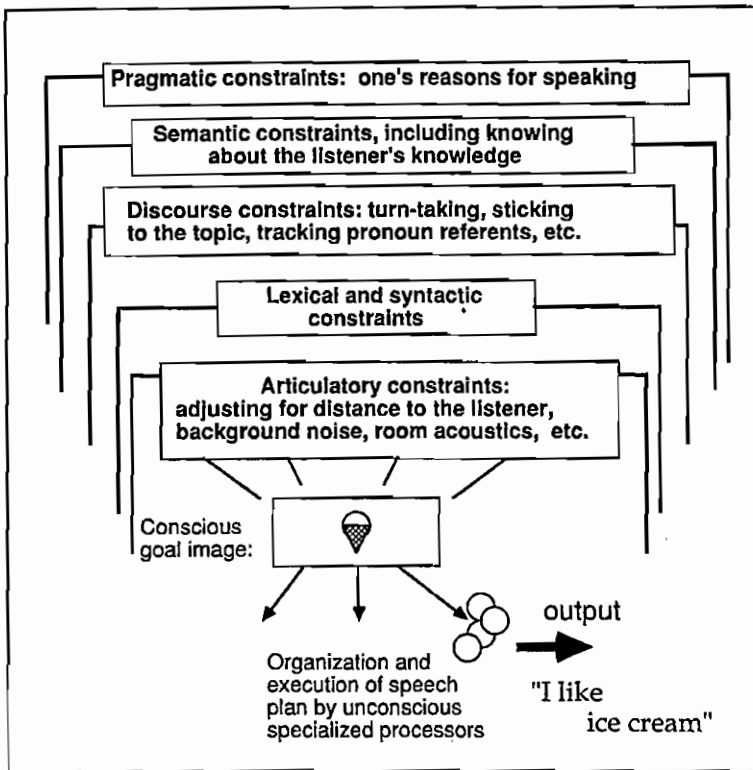 Pragmatic constraints: one's reasons for speaking
Semantic constraints, including knowing
about the listener's knowledge
Discourse constraints: turn-taking, sticking
to the topic, tracking pronoun referents, etc.
Lexical and syntactic
constraints
Articulatory constraints:
adjusting for distance to the listener,
background noise, room acoustics, etc.
Conscious
goal image:
output
Organization and
execution of speech
plan by unconscious
specialized processors
"I like
ice cream"